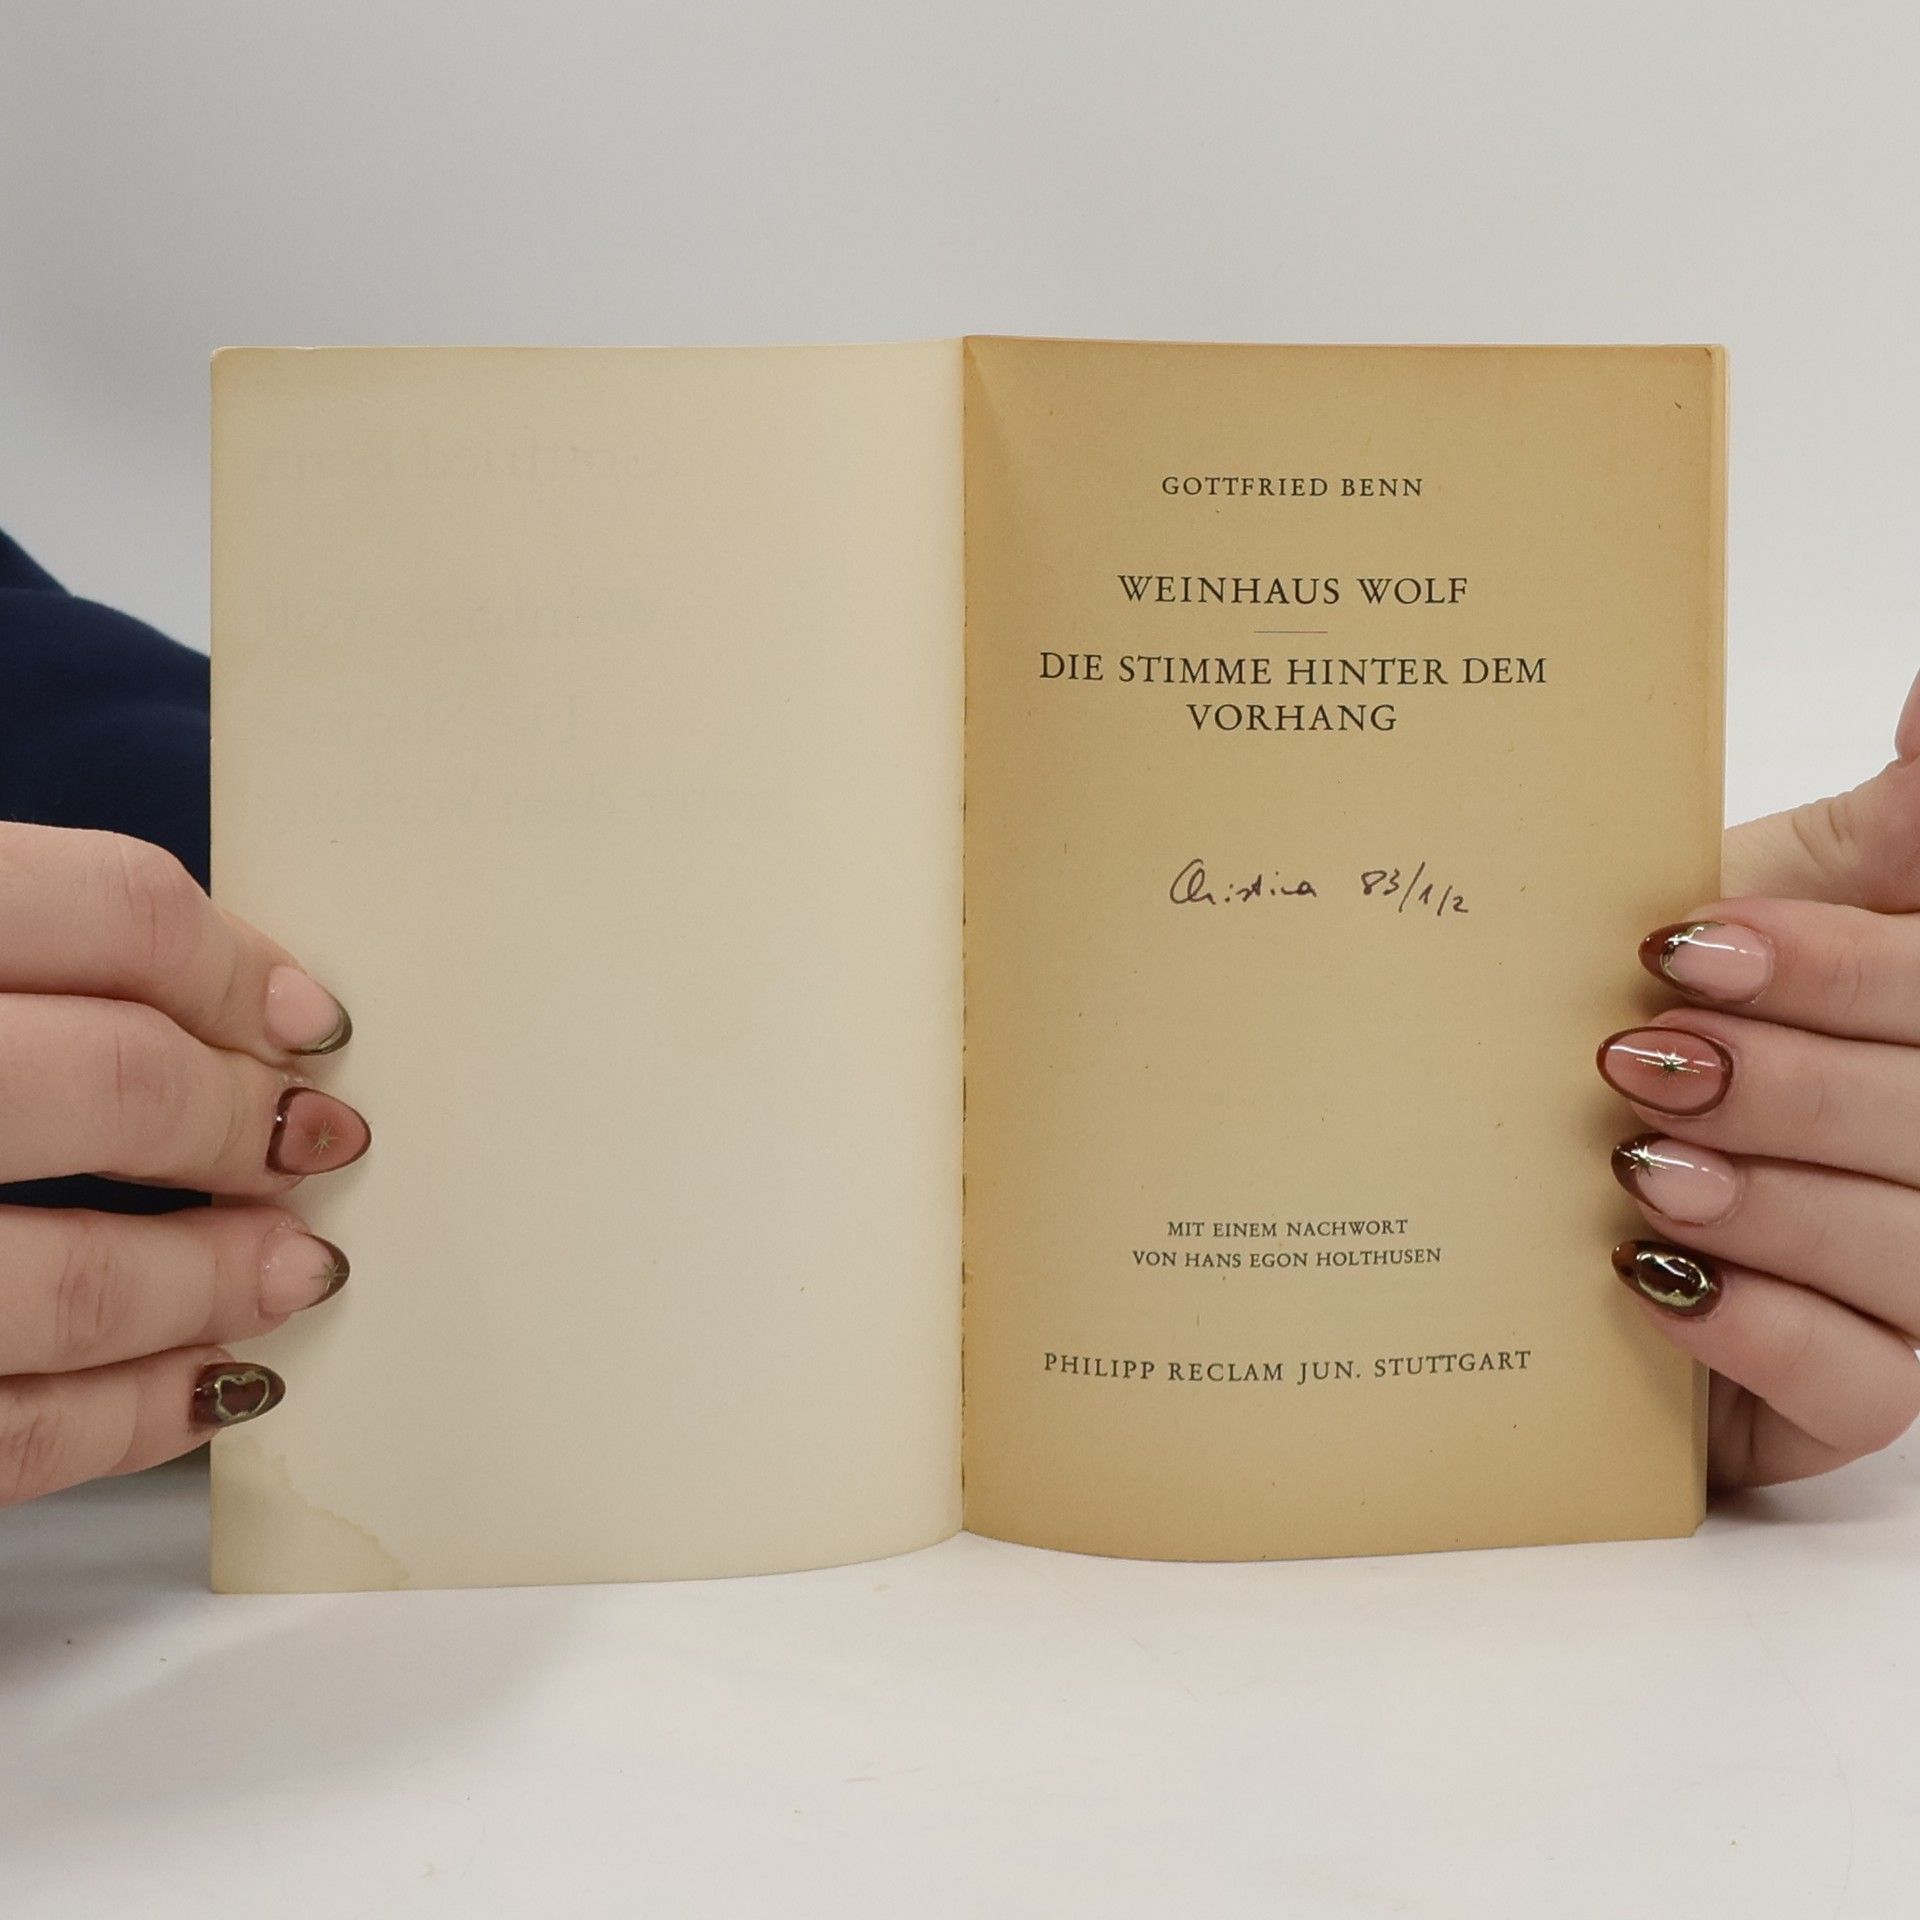 GOTTFRIED BENN
WEINHAUS WOLF
DIE STIMME HINTER DEM
VORHANG
Christina 83/1/2
MIT EINEM NACHWORT
VON HANS EGON HOLTHUSEN
PHILIPP RECLAM JUN. STUTTGART